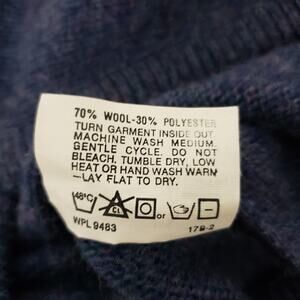 70% WOOL-30% POLYESTER
TURN GARMENT INSIDE OUT
MACHINE WASH MEDIUM,
GENTLE CYCLE. DO NOT
BLEACH. TUMBLE DRY, LOW
HEAT OR HAND WASH WARM
-LAY FLAT TO DRY.
48°C CL or
WPL 9483 179-2